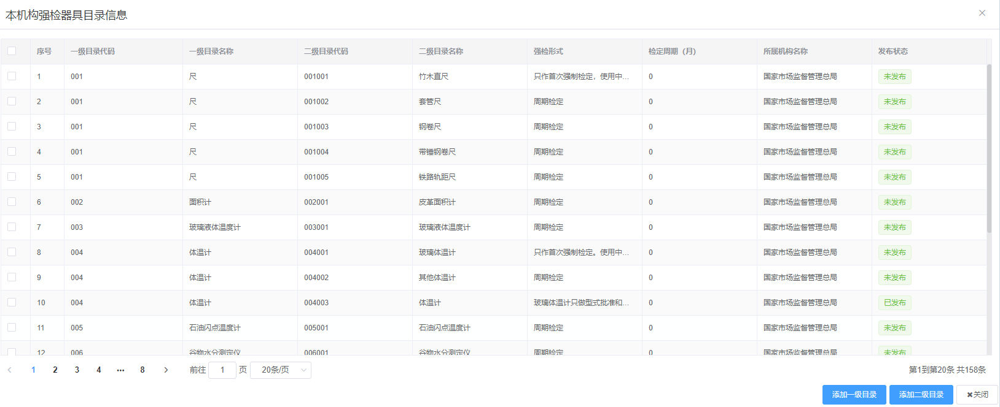 本机构强检器具目录信息
序号 一级目录代码 一级目录名称 二级目录代码 二级目录名称 强检形式 检定周期（月） 所属机构名称 发布状态
1 001 尺 001001 竹木直尺 只作首次强制检定，使用中... 0 国家市场监督管理总局 未发布
2 001 尺 001002 套管尺 周期检定 0 国家市场监督管理总局 未发布
3 001 尺 001003 钢卷尺 周期检定 0 国家市场监督管理总局 未发布
4 001 尺 001004 带锤钢卷尺 周期检定 0 国家市场监督管理总局 未发布
5 001 尺 001005 铁路轨距尺 周期检定 0 国家市场监督管理总局 未发布
6 002 面积计 002001 皮革面积计 周期检定 0 国家市场监督管理总局 未发布
7 003 玻璃液体温度计 003001 玻璃液体温度计 周期检定 0 国家市场监督管理总局 未发布
8 004 体温计 004001 玻璃体温计 只作首次强制检定。使用中... 0 国家市场监督管理总局 未发布
9 004 体温计 004002 其他体温计 周期检定 0 国家市场监督管理总局 未发布
10 004 体温计 004003 体温计 玻璃体温计只做型式批准和... 0 国家市场监督管理总局 已发布
11 005 石油闪点温度计 005001 石油闪点温度计 周期检定 0 国家市场监督管理总局 未发布
12 006 谷物水分测定仪 006001 谷物水分测定仪 周期检定 0 国家市场监督管理总局 未发布
1 2 3 4 ... 8 前往 1 页 20条/页 第1到第20条 共158条
添加一级目录 添加二级目录 ✖关闭